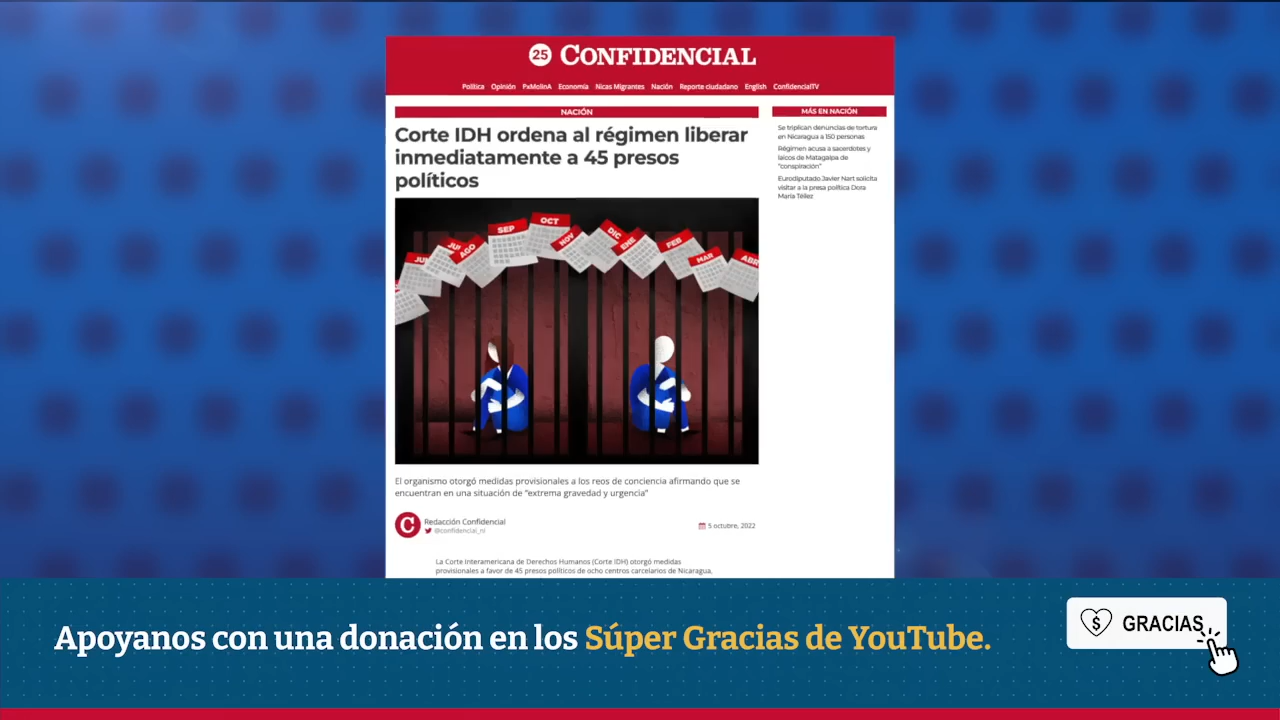 25 CONFIDENCIAL
Política Opinión PxMolinA Economía Nicas Migrantes Nación Reporte ciudadano English ConfidencialTV
NACIÓN
Corte IDH ordena al régimen liberar
inmediatamente a 45 presos
políticos
MÁS EN NACIÓN
Se triplican denuncias de tortura
en Nicaragua a 150 personas
Régimen acusa a sacerdotes y
laicos de Matagalpa de
"conspiración"
Eurodiputado Javier Nart solicita
visitar a la presa política Dora
María Téllez
JUL
AGO
SEP
OCT
NOV
DIC
ENE
FEB
MAR
ABR
El organismo otorgó medidas provisionales a los reos de conciencia afirmando que se
encuentran en una situación de "extrema gravedad y urgencia"
C
Redacción Confidencial
@confidencial_ni
5 octubre, 2022
La Corte Interamericana de Derechos Humanos (Corte IDH) otorgó medidas
provisionales a favor de 45 presos políticos de ocho centros carcelarios de Nicaragua,
Apoyanos con una donación en los Súper Gracias de YouTube.
$ GRACIAS